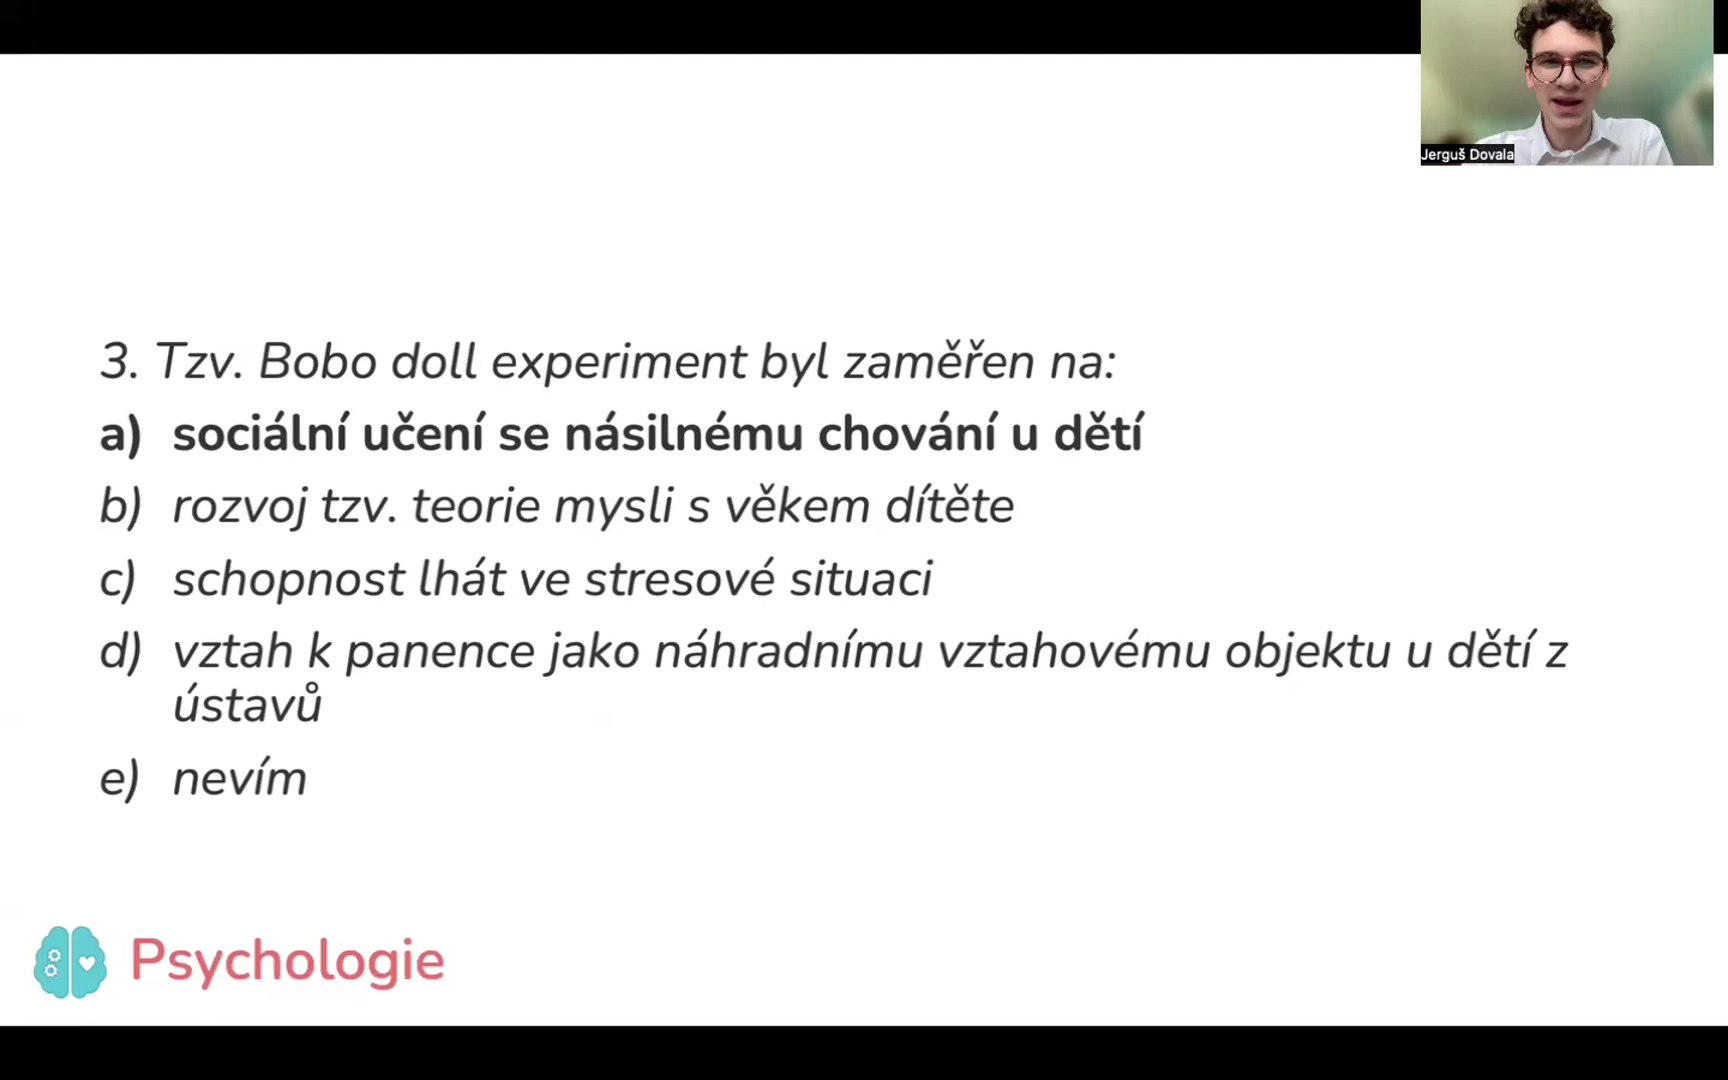 Jerguš Dovala
3. Tzv. Bobo doll experiment byl zaměřen na:
a) sociální učení se násilnému chování u dětí
b) rozvoj tzv. teorie mysli s věkem dítěte
c) schopnost lhát ve stresové situaci
d) vztah k panence jako náhradnímu vztahovému objektu u dětí z
ústavů
e) nevím
Psychologie